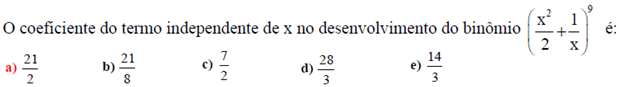 O coeficiente do termo independente de x no desenvolvimento do binômio (x²/2 + 1/x)⁹ é:
a) 21/2 b) 21/8 c) 7/2 d) 28/3 e) 14/3